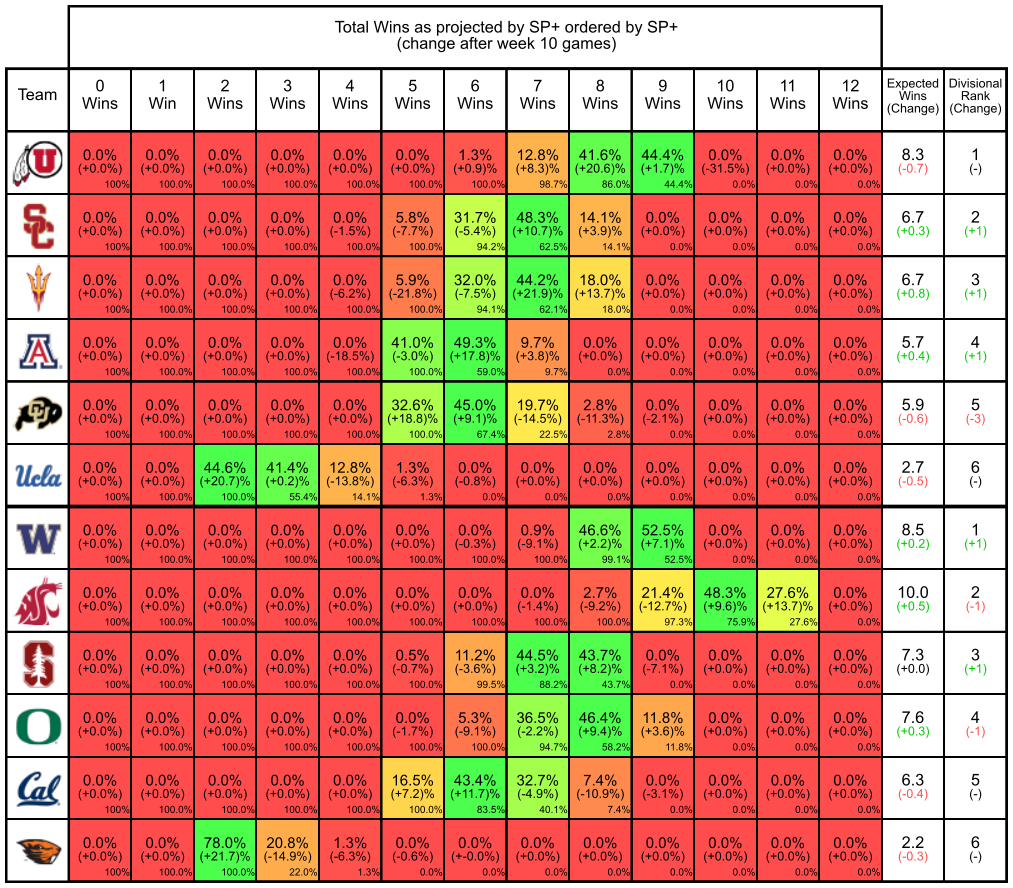 Total Wins as projected by SP+ ordered by SP+
(change after week 10 games)
Team 0 Wins 1 Win 2 Wins 3 Wins 4 Wins 5 Wins 6 Wins 7 Wins 8 Wins 9 Wins 10 Wins 11 Wins 12 Wins Expected Wins (Change) Divisional Rank (Change)
U 0.0% 0.0% 0.0% 0.0% 0.0% 0.0% 1.3% 12.8% 41.6% 44.4% 0.0% 0.0% 0.0% 8.3 1
(+0.0%) (+0.0%) (+0.0%) (+0.0%) (+0.0%) (+0.0%) (+0.9)% (+8.3)% (+20.6)% (+1.7)% (-31.5%) (+0.0%) (+0.0%) (-0.7) (-)
100% 100.0% 100.0% 100.0% 100.0% 100.0% 100.0% 98.7% 86.0% 44.4% 0.0% 0.0% 0.0%
SC 0.0% 0.0% 0.0% 0.0% 0.0% 5.8% 31.7% 48.3% 14.1% 0.0% 0.0% 0.0% 0.0% 6.7 2
(+0.0%) (+0.0%) (+0.0%) (+0.0%) (-1.5%) (-7.7%) (-5.4%) (+10.7)% (+3.9)% (+0.0%) (+0.0%) (+0.0%) (+0.0%) (+0.3) (+1)
100% 100.0% 100.0% 100.0% 100.0% 100.0% 94.2% 62.5% 14.1% 0.0% 0.0% 0.0% 0.0%
0.0% 0.0% 0.0% 0.0% 0.0% 5.9% 32.0% 44.2% 18.0% 0.0% 0.0% 0.0% 0.0% 6.7 3
(+0.0%) (+0.0%) (+0.0%) (+0.0%) (-6.2%) (-21.8%) (-7.5%) (+21.9)% (+13.7)% (+0.0%) (+0.0%) (+0.0%) (+0.0%) (+0.8) (+1)
100% 100.0% 100.0% 100.0% 100.0% 100.0% 94.1% 62.1% 18.0% 0.0% 0.0% 0.0% 0.0%
A 0.0% 0.0% 0.0% 0.0% 0.0% 41.0% 49.3% 9.7% 0.0% 0.0% 0.0% 0.0% 0.0% 5.7 4
(+0.0%) (+0.0%) (+0.0%) (+0.0%) (-18.5%) (-3.0%) (+17.8)% (+3.8)% (+0.0%) (+0.0%) (+0.0%) (+0.0%) (+0.0%) (+0.4) (+1)
100% 100.0% 100.0% 100.0% 100.0% 100.0% 59.0% 9.7% 0.0% 0.0% 0.0% 0.0% 0.0%
CU 0.0% 0.0% 0.0% 0.0% 0.0% 32.6% 45.0% 19.7% 2.8% 0.0% 0.0% 0.0% 0.0% 5.9 5
(+0.0%) (+0.0%) (+0.0%) (+0.0%) (+0.0%) (+18.8)% (+9.1)% (-14.5%) (-11.3%) (-2.1%) (+0.0%) (+0.0%) (+0.0%) (-0.6) (-3)
100% 100.0% 100.0% 100.0% 100.0% 100.0% 67.4% 22.5% 2.8% 0.0% 0.0% 0.0% 0.0%
Ucla 0.0% 0.0% 44.6% 41.4% 12.8% 1.3% 0.0% 0.0% 0.0% 0.0% 0.0% 0.0% 0.0% 2.7 6
(+0.0%) (+0.0%) (+20.7)% (+0.2)% (-13.8%) (-6.3%) (-0.8%) (+0.0%) (+0.0%) (+0.0%) (+0.0%) (+0.0%) (+0.0%) (-0.5) (-)
100% 100.0% 100.0% 55.4% 14.1% 1.3% 0.0% 0.0% 0.0% 0.0% 0.0% 0.0% 0.0%
W 0.0% 0.0% 0.0% 0.0% 0.0% 0.0% 0.0% 0.9% 46.6% 52.5% 0.0% 0.0% 0.0% 8.5 1
(+0.0%) (+0.0%) (+0.0%) (+0.0%) (+0.0%) (+0.0%) (-0.3%) (-9.1%) (+2.2)% (+7.1)% (+0.0%) (+0.0%) (+0.0%) (+0.2) (+1)
100% 100.0% 100.0% 100.0% 100.0% 100.0% 100.0% 100.0% 99.1% 52.5% 0.0% 0.0% 0.0%
WSC 0.0% 0.0% 0.0% 0.0% 0.0% 0.0% 0.0% 0.0% 2.7% 21.4% 48.3% 27.6% 0.0% 10.0 2
(+0.0%) (+0.0%) (+0.0%) (+0.0%) (+0.0%) (+0.0%) (+0.0%) (-1.4%) (-9.2%) (-12.7%) (+9.6)% (+13.7)% (+0.0%) (+0.5) (-1)
100% 100.0% 100.0% 100.0% 100.0% 100.0% 100.0% 100.0% 100.0% 97.3% 75.9% 27.6% 0.0%
S 0.0% 0.0% 0.0% 0.0% 0.0% 0.5% 11.2% 44.5% 43.7% 0.0% 0.0% 0.0% 0.0% 7.3 3
(+0.0%) (+0.0%) (+0.0%) (+0.0%) (+0.0%) (-0.7%) (-3.6%) (+3.2)% (+8.2)% (-7.1%) (+0.0%) (+0.0%) (+0.0%) (+0.0) (+1)
100% 100.0% 100.0% 100.0% 100.0% 100.0% 99.5% 88.2% 43.7% 0.0% 0.0% 0.0% 0.0%
O 0.0% 0.0% 0.0% 0.0% 0.0% 0.0% 5.3% 36.5% 46.4% 11.8% 0.0% 0.0% 0.0% 7.6 4
(+0.0%) (+0.0%) (+0.0%) (+0.0%) (+0.0%) (-1.7%) (-9.1%) (-2.2%) (+9.4)% (+3.6)% (+0.0%) (+0.0%) (+0.0%) (+0.3) (-1)
100% 100.0% 100.0% 100.0% 100.0% 100.0% 100.0% 94.7% 58.2% 11.8% 0.0% 0.0% 0.0%
Cal 0.0% 0.0% 0.0% 0.0% 0.0% 16.5% 43.4% 32.7% 7.4% 0.0% 0.0% 0.0% 0.0% 6.3 5
(+0.0%) (+0.0%) (+0.0%) (+0.0%) (+0.0%) (+7.2)% (+11.7)% (-4.9%) (-10.9%) (-3.1%) (+0.0%) (+0.0%) (+0.0%) (-0.4) (-)
100% 100.0% 100.0% 100.0% 100.0% 100.0% 83.5% 40.1% 7.4% 0.0% 0.0% 0.0% 0.0%
0.0% 0.0% 78.0% 20.8% 1.3% 0.0% 0.0% 0.0% 0.0% 0.0% 0.0% 0.0% 0.0% 2.2 6
(+0.0%) (+0.0%) (+21.7)% (-14.9%) (-6.3%) (-0.6%) (+-0.0%) (+0.0%) (+0.0%) (+0.0%) (+0.0%) (+0.0%) (+0.0%) (-0.3) (-)
100% 100.0% 100.0% 22.0% 1.3% 0.0% 0.0% 0.0% 0.0% 0.0% 0.0% 0.0% 0.0%